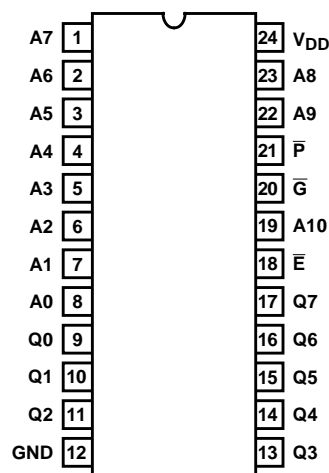 A7 1 24 VDD
A6 2 23 A8
A5 3 22 A9
A4 4 21 P̅
A3 5 20 G̅
A2 6 19 A10
A1 7 18 E̅
A0 8 17 Q7
Q0 9 16 Q6
Q1 10 15 Q5
Q2 11 14 Q4
GND 12 13 Q3